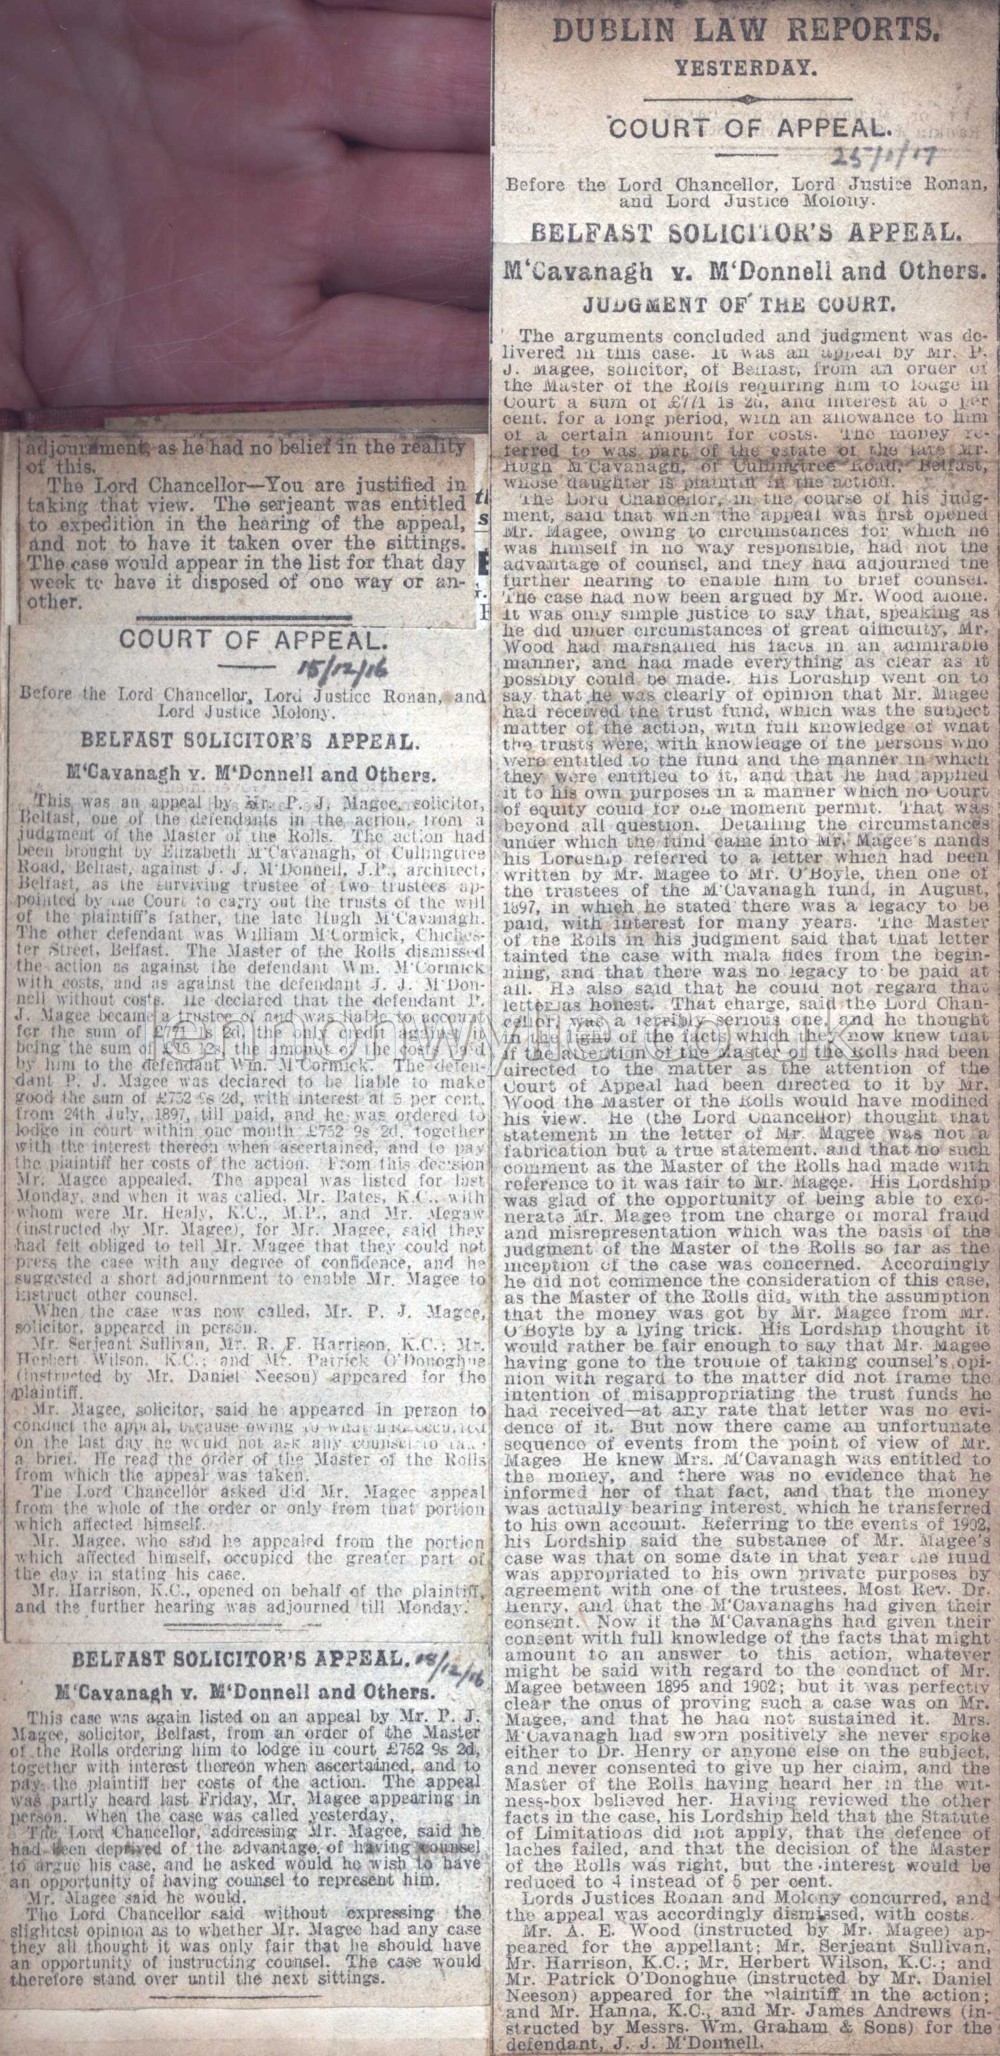 adjournment, as he had no belief in the reality
of this.
The Lord Chancellor—You are justified in
taking that view. The serjeant was entitled
to expedition in the hearing of the appeal,
and not to have it taken over the sittings.
The case would appear in the list for that day
week to have it disposed of one way or an-
other.
COURT OF APPEAL.
15/12/16
Before the Lord Chancellor, Lord Justice Ronan, and
Lord Justice Molony.
BELFAST SOLICITOR'S APPEAL.
M'Cavanagh v. M'Donnell and Others.
This was an appeal by Mr. P. J. Magee, solicitor,
Belfast, one of the defendants in the action, from a
judgment of the Master of the Rolls. The action had
been brought by Elizabeth M'Cavanagh, of Cullingtree
Road, Belfast, against J. J. M'Donnell, J.P., architect,
Belfast, as the surviving trustee of two trustees ap-
pointed by the Court to carry out the trusts of the will
of the plaintiff's father, the late Hugh M'Cavanagh.
The other defendant was William M'Cormick, Chiches-
ter Street, Belfast. The Master of the Rolls dismissed
the action as against the defendant Wm. M'Cormick
with costs, and as against the defendant J. J. M'Don-
nell without costs. He declared that the defendant P.
J. Magee became a trustee of and was liable to account
for the sum of £771 1s 2d, the only credit against it
being the sum of 2s, the amount of the costs
by him to the defendant Wm. M'Cormick. The defen-
dant P. J. Magee was declared to be liable to make
good the sum of £752 9s 2d, with interest at 5 per cent.
from 24th July, 1897, till paid, and he was ordered to
lodge in court within one month £752 9s 2d, together
with the interest thereon when ascertained, and to pay
the plaintiff her costs of the action. From this decision
Mr. Magee appealed. The appeal was listed for last
Monday, and when it was called, Mr. Bates, K.C., with
whom were Mr. Healy, K.C., M.P., and Mr. Megaw
(instructed by Mr. Magee), for Mr. Magee, said they
had felt obliged to tell Mr. Magee that they could not
press the case with any degree of confidence, and he
suggested a short adjournment to enable Mr. Magee to
instruct other counsel.
When the case was now called, Mr. P. J. Magee,
solicitor, appeared in person.
Mr. Serjeant Sullivan, Mr. R. F. Harrison, K.C.; Mr.
Herbert Wilson, K.C.; and Mr. Patrick O'Donoghue
(instructed by Mr. Daniel Neeson) appeared for the
plaintiff.
Mr. Magee, solicitor, said he appeared in person to
conduct the appeal, because owing to what had occurred
on the last day he would not ask any counsel to take
a brief. He read the order of the Master of the Rolls
from which the appeal was taken.
The Lord Chancellor asked did Mr. Magee appeal
from the whole of the order or only from that portion
which affected himself.
Mr. Magee, who said he appealed from the portion
which affected himself, occupied the greater part of
the day in stating his case.
Mr. Harrison, K.C., opened on behalf of the plaintiff,
and the further hearing was adjourned till Monday.
BELFAST SOLICITOR'S APPEAL.
18/12/16
M'Cavanagh v. M'Donnell and Others.
This case was again listed on an appeal by Mr. P. J.
Magee, solicitor, Belfast, from an order of the Master
of the Rolls ordering him to lodge in court £752 9s 2d,
together with interest thereon when ascertained, and to
pay the plaintiff her costs of the action. The appeal
was partly heard last Friday, Mr. Magee appearing in
person. When the case was called yesterday,
The Lord Chancellor, addressing Mr. Magee, said he
had been deprived of the advantage of having counsel
to argue his case, and he asked would he wish to have
an opportunity of having counsel to represent him.
Mr. Magee said he would.
The Lord Chancellor said without expressing the
slightest opinion as to whether Mr. Magee had any case
they all thought it was only fair that he should have
an opportunity of instructing counsel. The case would
therefore stand over until the next sittings.
DUBLIN LAW REPORTS.
YESTERDAY.
COURT OF APPEAL.
25/1/17
Before the Lord Chancellor, Lord Justice Ronan,
and Lord Justice Molony.
BELFAST SOLICITOR'S APPEAL.
M'Cavanagh v. M'Donnell and Others.
JUDGMENT OF THE COURT.
The arguments concluded and judgment was de-
livered in this case. It was an appeal by Mr. P.
J. Magee, solicitor, of Belfast, from an order of
the Master of the Rolls requiring him to lodge in
Court a sum of £771 1s 2d, and interest at 5 per
cent. for a long period, with an allowance to him
of a certain amount for costs. The money re-
ferred to was part of the estate of the late Mr.
Hugh M'Cavanagh, of Cullingtree Road, Belfast,
whose daughter is plaintiff in the action.
The Lord Chancellor, in the course of his judg-
ment, said that when the appeal was first opened
Mr. Magee, owing to circumstances for which he
was himself in no way responsible, had not the
advantage of counsel, and they had adjourned the
further hearing to enable him to brief counsel.
The case had now been argued by Mr. Wood alone.
It was only simple justice to say that, speaking as
he did under circumstances of great difficulty, Mr.
Wood had marshalled his facts in an admirable
manner, and had made everything as clear as it
possibly could be made. His Lordship went on to
say that he was clearly of opinion that Mr. Magee
had received the trust fund, which was the subject
matter of the action, with full knowledge of what
the trusts were, with knowledge of the persons who
were entitled to the fund and the manner in which
they were entitled to it, and that he had applied
it to his own purposes in a manner which no Court
of equity could for one moment permit. That was
beyond all question. Detailing the circumstances
under which the fund came into Mr. Magee's hands
his Lordship referred to a letter which had been
written by Mr. Magee to Mr. O'Boyle, then one of
the trustees of the M'Cavanagh fund, in August,
1897, in which he stated there was a legacy to be
paid, with interest for many years. The Master
of the Rolls in his judgment said that that letter
tainted the case with mala fides from the begin-
ning, and that there was no legacy to be paid at
all. He also said that he could not regard that
letter as honest. That charge, said the Lord Chan-
cellor, was a terribly serious one, and he thought
in the light of the facts which they now knew that
if the attention of the Master of the Rolls had been
directed to the matter as the attention of the
Court of Appeal had been directed to it by Mr.
Wood the Master of the Rolls would have modified
his view. He (the Lord Chancellor) thought that
statement in the letter of Mr. Magee was not a
fabrication but a true statement, and that no such
comment as the Master of the Rolls had made with
reference to it was fair to Mr. Magee. His Lordship
was glad of the opportunity of being able to exo-
nerate Mr. Magee from the charge of moral fraud
and misrepresentation which was the basis of the
judgment of the Master of the Rolls so far as the
inception of the case was concerned. Accordingly
he did not commence the consideration of this case,
as the Master of the Rolls did, with the assumption
that the money was got by Mr. Magee from Mr.
O'Boyle by a lying trick. His Lordship thought it
would rather be fair enough to say that Mr. Magee
having gone to the trouble of taking counsel's opi-
nion with regard to the matter did not frame the
intention of misappropriating the trust funds he
had received—at any rate that letter was no evi-
dence of it. But now there came an unfortunate
sequence of events from the point of view of Mr.
Magee He knew Mrs. M'Cavanagh was entitled to
the money, and there was no evidence that he
informed her of that fact, and that the money
was actually bearing interest, which he transferred
to his own account. Referring to the events of 1902,
his Lordship said the substance of Mr. Magee's
case was that on some date in that year the fund
was appropriated to his own private purposes by
agreement with one of the trustees, Most Rev. Dr.
Henry, and that the M'Cavanaghs had given their
consent. Now if the M'Cavanaghs had given their
consent with full knowledge of the facts that might
amount to an answer to this action, whatever
might be said with regard to the conduct of Mr.
Magee between 1895 and 1902; but it was perfectly
clear the onus of proving such a case was on Mr.
Magee, and that he had not sustained it. Mrs.
M'Cavanagh had sworn positively she never spoke
either to Dr. Henry or anyone else on the subject,
and never consented to give up her claim, and the
Master of the Rolls having heard her in the wit-
ness-box believed her. Having reviewed the other
facts in the case, his Lordship held that the Statute
of Limitations did not apply, that the defence of
laches failed, and that the decision of the Master
of the Rolls was right, but the interest would be
reduced to 4 instead of 5 per cent.
Lords Justices Ronan and Molony concurred, and
the appeal was accordingly dismissed, with costs.
Mr. A. E. Wood (instructed by Mr. Magee) ap-
peared for the appellant; Mr. Serjeant Sullivan,
Mr. Harrison, K.C.; Mr. Herbert Wilson, K.C.; and
Mr. Patrick O'Donoghue (instructed by Mr. Daniel
Neeson) appeared for the plaintiff in the action;
and Mr. Hanna, K.C., and Mr. James Andrews (in-
structed by Messrs. Wm. Graham & Sons) for the
defendant, J. J. M'Donnell.